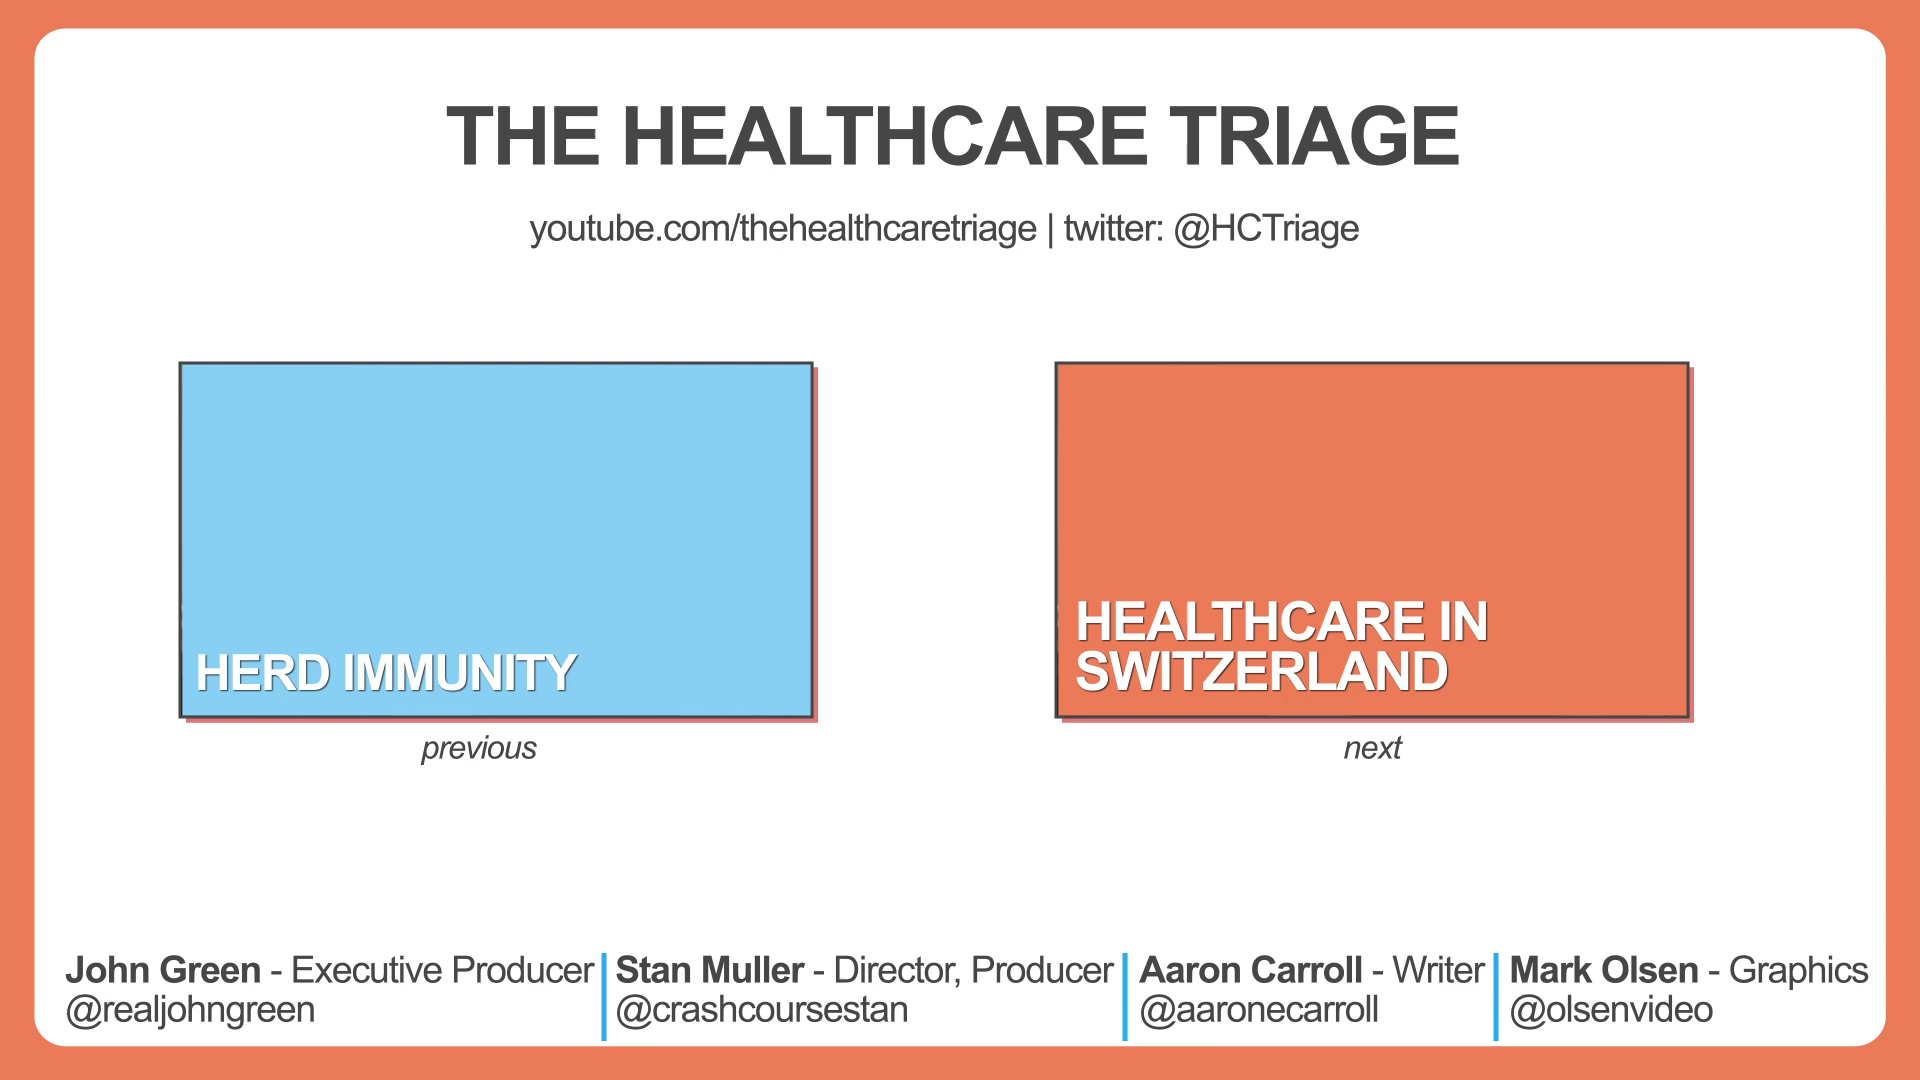 THE HEALTHCARE TRIAGE
youtube.com/thehealthcaretriage | twitter: @HCTriage
HERD IMMUNITY
previous
HEALTHCARE IN
SWITZERLAND
next
John Green - Executive Producer
@realjohngreen
Stan Muller - Director, Producer
@crashcoursestan
Aaron Carroll - Writer
@aaronecarroll
Mark Olsen - Graphics
@olsenvideo